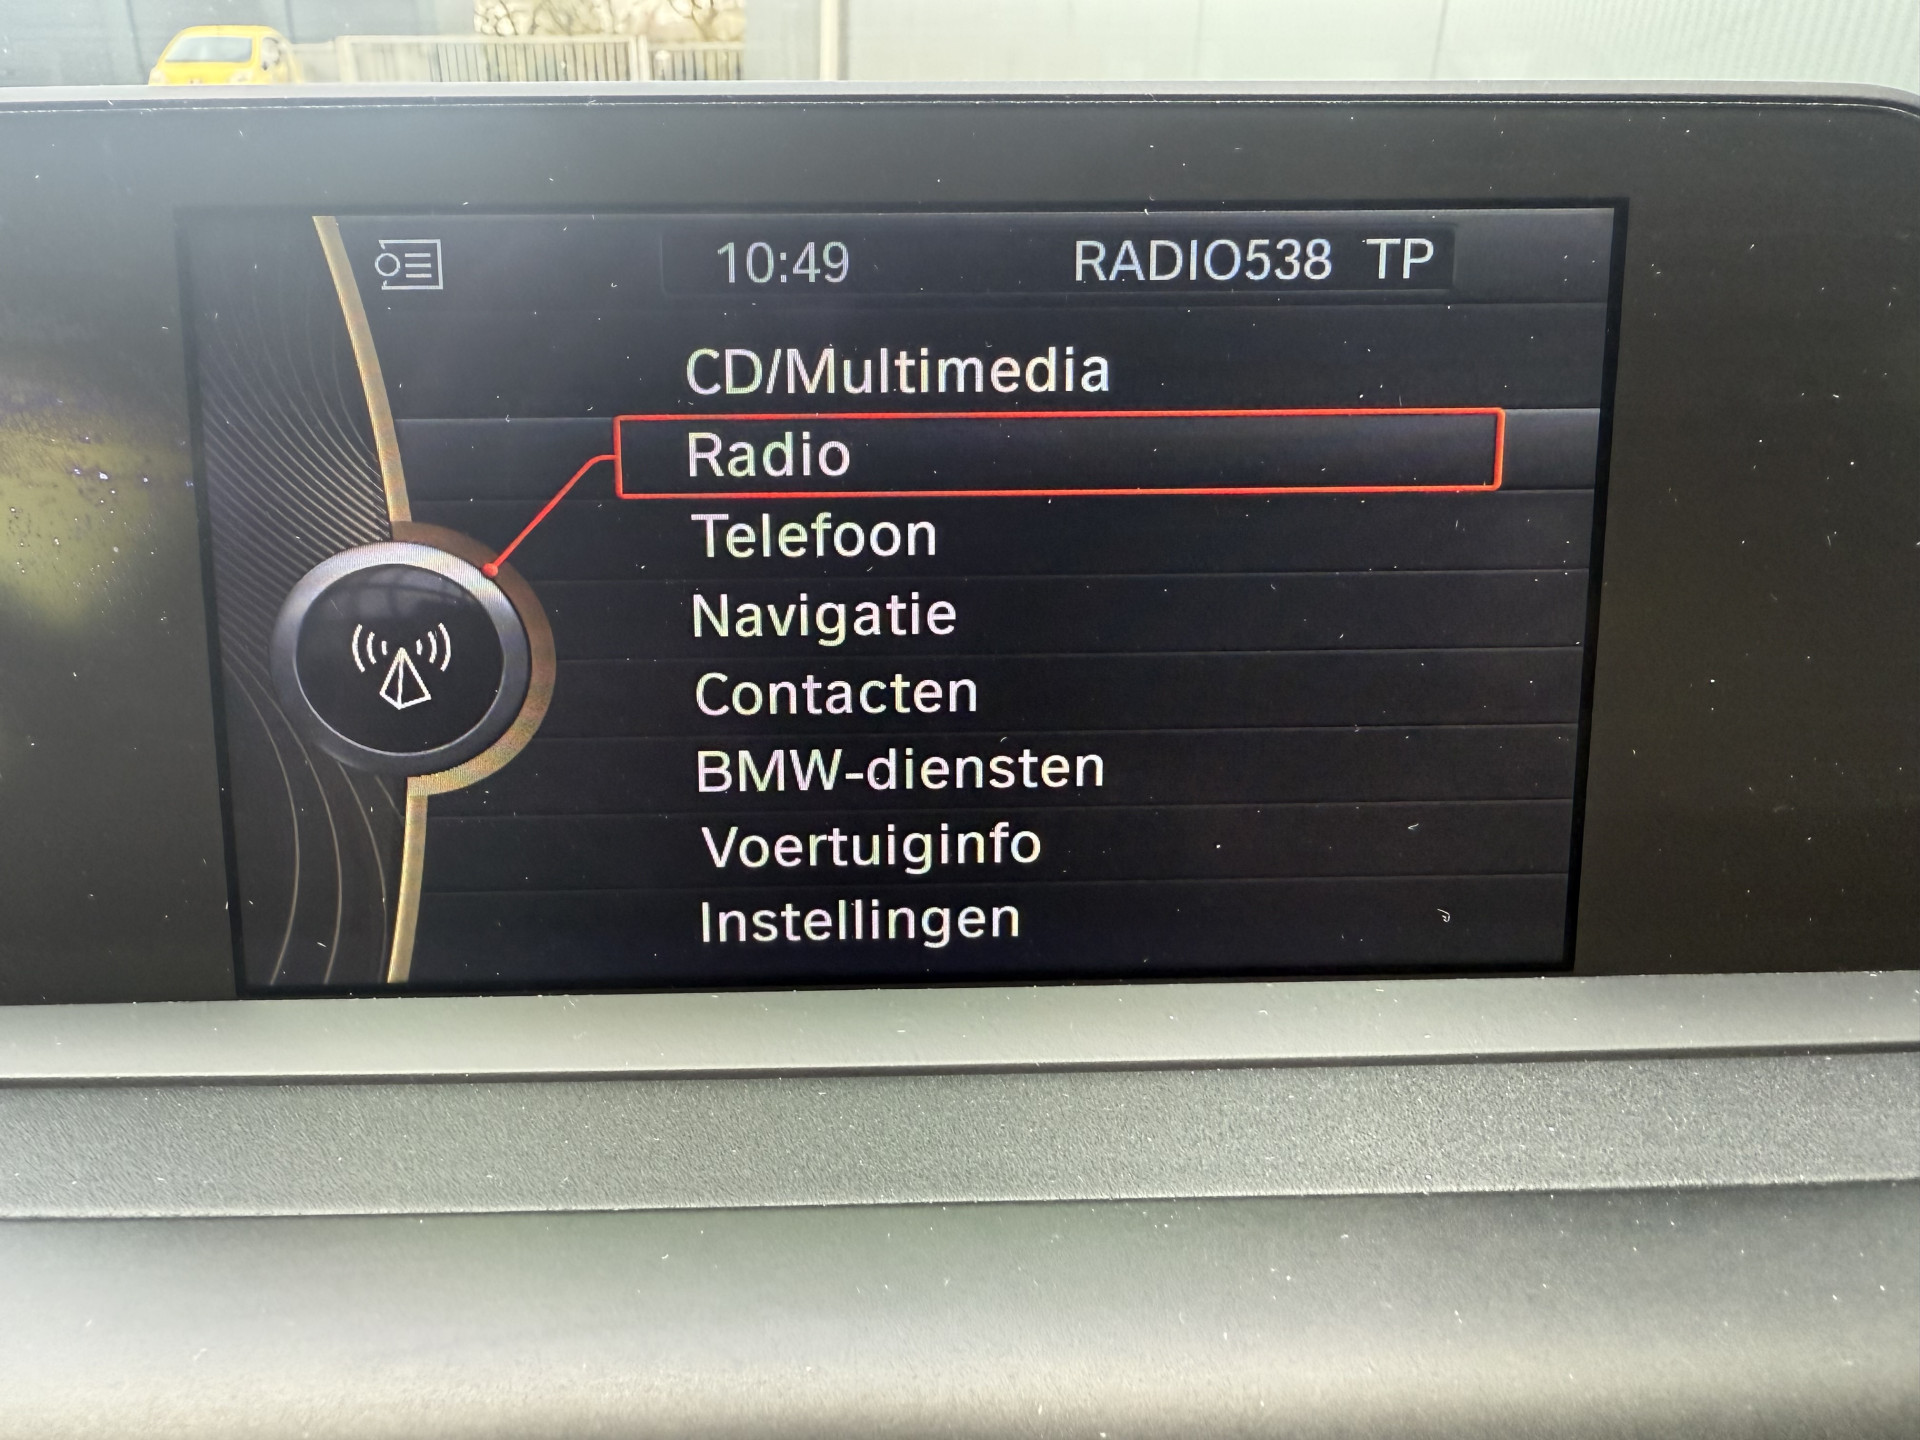 10:49 RADIO538 TP
CD/Multimedia
Radio
Telefoon
Navigatie
Contacten
BMW-diensten
Voertuiginfo
Instellingen